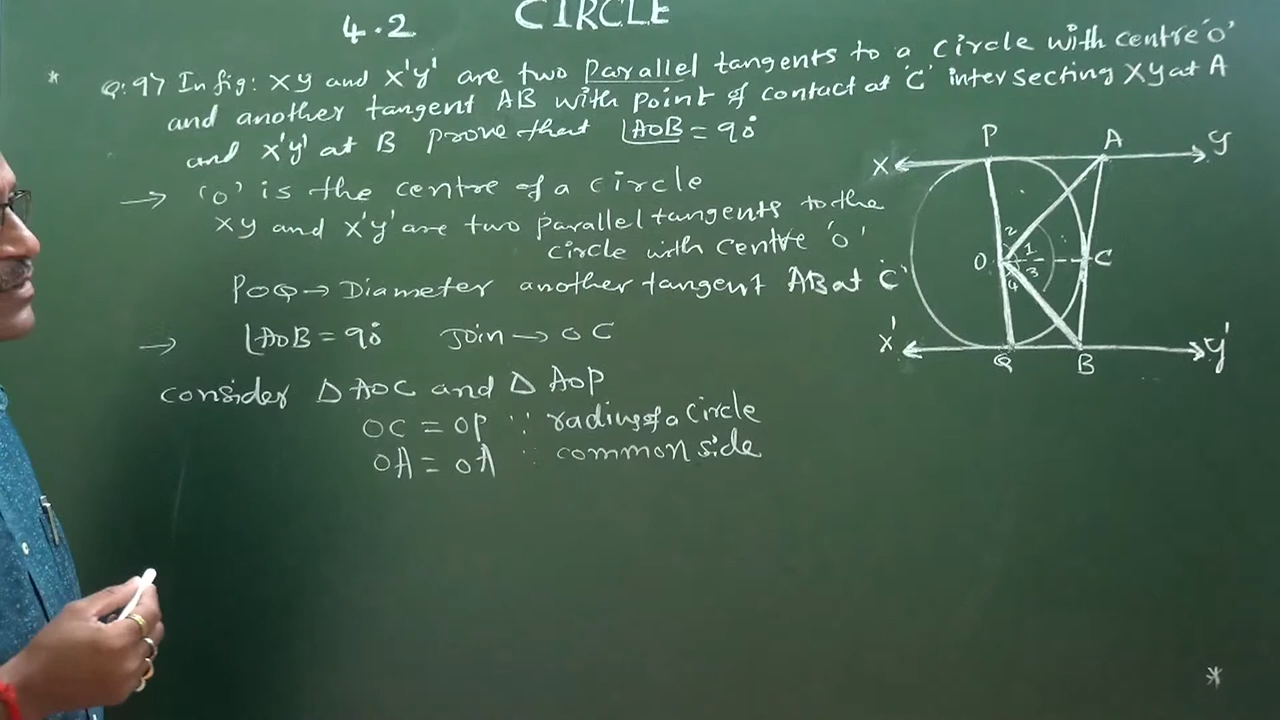 4.2 CIRCLE
* Q:97 In fig: XY and X'Y' are two parallel tangents to a circle with centre 'O'
and another tangent AB with point of contact at 'C' intersecting XY at A
and X'Y' at B prove that ∠AOB = 90°
→ 'O' is the centre of a circle
XY and X'Y' are two parallel tangents to the
circle with centre 'O'
POQ → Diameter another tangent AB at C'
→ ∠AOB = 90° Join → OC
consider △ AOC and △ AOP
OC = OP ∵ radius of a circle
OA = OA ∵ common side
P A
X Y
2
O 1 C
3
4
X' Y'
Q B
*